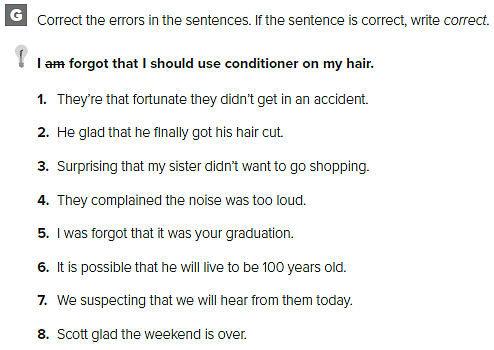 G Correct the errors in the sentences. If the sentence is correct, write correct.
I am forgot that I should use conditioner on my hair.
1. They're that fortunate they didn't get in an accident.
2. He glad that he finally got his hair cut.
3. Surprising that my sister didn't want to go shopping.
4. They complained the noise was too loud.
5. I was forgot that it was your graduation.
6. It is possible that he will live to be 100 years old.
7. We suspecting that we will hear from them today.
8. Scott glad the weekend is over.